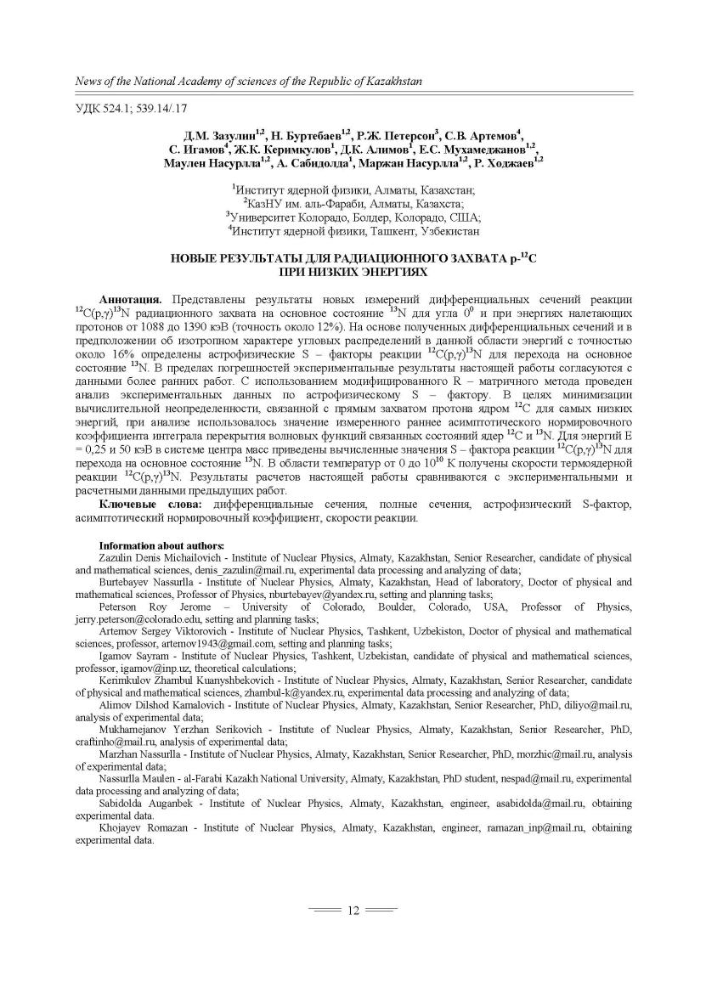 News of the National Academy of sciences of the Republic of Kazakhstan
УДК 524.1; 539.14/.17
Д.М. Зазулин1,2, Н. Буртебаев1,2, Р.Ж. Петерсон3, С.В. Артемов4,
С. Игамов4, Ж.К. Керимкулов1, Д.К. Алимов1, Е.С. Мухамеджанов1,2,
Маулен Насурлла1,2, А. Сабидолда1, Маржан Насурлла1,2, Р. Ходжаев1,2
1Институт ядерной физики, Алматы, Казахстан;
2КазНУ им. аль-Фараби, Алматы, Казахста;
3Университет Колорадо, Болдер, Колорадо, США;
4Институт ядерной физики, Ташкент, Узбекистан
НОВЫЕ РЕЗУЛЬТАТЫ ДЛЯ РАДИАЦИОННОГО ЗАХВАТА р-12С
ПРИ НИЗКИХ ЭНЕРГИЯХ
Аннотация. Представлены результаты новых измерений дифференциальных сечений реакции
12C(p,γ)13N радиационного захвата на основное состояние 13N для угла 0⁰ и при энергиях налетающих
протонов от 1088 до 1390 кэВ (точность около 12%). На основе полученных дифференциальных сечений и в
предположении об изотропном характере угловых распределений в данной области энергий с точностью
около 16% определены астрофизические S – факторы реакции 12C(p,γ)13N для перехода на основное
состояние 13N. В пределах погрешностей экспериментальные результаты настоящей работы согласуются с
данными более ранних работ. С использованием модифицированного R – матричного метода проведен
анализ экспериментальных данных по астрофизическому S – фактору. В целях минимизации
вычислительной неопределенности, связанной с прямым захватом протона ядром 12C для самых низких
энергий, при анализе использовалось значение измеренного раннее асимптотического нормировочного
коэффициента интеграла перекрытия волновых функций связанных состояний ядер 12C и 13N. Для энергий Е
= 0,25 и 50 кэВ в системе центра масс приведены вычисленные значения S – фактора реакции 12C(p,γ)13N для
перехода на основное состояние 13N. В области температур от 0 до 10¹⁰ К получены скорости термоядерной
реакции 12C(p,γ)13N. Результаты расчетов настоящей работы сравниваются с экспериментальными и
расчетными данными предыдущих работ.
Ключевые слова: дифференциальные сечения, полные сечения, астрофизический S-фактор,
асимптотический нормировочный коэффициент, скорости реакции.
Information about authors:
Zazulin Denis Michailovich - Institute of Nuclear Physics, Almaty, Kazakhstan, Senior Researcher, candidate of physical
and mathematical sciences, denis_zazulin@mail.ru, experimental data processing and analyzing of data;
Burtebayev Nassurlla - Institute of Nuclear Physics, Almaty, Kazakhstan, Head of laboratory, Doctor of physical and
mathematical sciences, Professor of Physics, nburtebayev@yandex.ru, setting and planning tasks;
Peterson Roy Jerome – University of Colorado, Boulder, Colorado, USA, Professor of Physics,
jerry.peterson@colorado.edu, setting and planning tasks;
Artemov Sergey Viktorovich - Institute of Nuclear Physics, Tashkent, Uzbekiston, Doctor of physical and mathematical
sciences, professor, artemov1943@gmail.com, setting and planning tasks;
Igamov Sayram - Institute of Nuclear Physics, Tashkent, Uzbekistan, candidate of physical and mathematical sciences,
professor, igamov@inp.uz, theoretical calculations;
Kerimkulov Zhambul Kuanyshbekovich - Institute of Nuclear Physics, Almaty, Kazakhstan, Senior Researcher, candidate
of physical and mathematical sciences, zhambul-k@yandex.ru, experimental data processing and analyzing of data;
Alimov Dilshod Kamalovich - Institute of Nuclear Physics, Almaty, Kazakhstan, Senior Researcher, PhD, diliyo@mail.ru,
analysis of experimental data;
Mukhamejanov Yerzhan Serikovich - Institute of Nuclear Physics, Almaty, Kazakhstan, Senior Researcher, PhD,
craftinho@mail.ru, analysis of experimental data;
Marzhan Nassurlla - Institute of Nuclear Physics, Almaty, Kazakhstan, Senior Researcher, PhD, morzhic@mail.ru, analysis
of experimental data;
Nassurlla Maulen - al-Farabi Kazakh National University, Almaty, Kazakhstan, PhD student, nespad@mail.ru, experimental
data processing and analyzing of data;
Sabidolda Auganbek - Institute of Nuclear Physics, Almaty, Kazakhstan, engineer, asabidolda@mail.ru, obtaining
experimental data.
Khojayev Romazan - Institute of Nuclear Physics, Almaty, Kazakhstan, engineer, ramazan_inp@mail.ru, obtaining
experimental data.
12